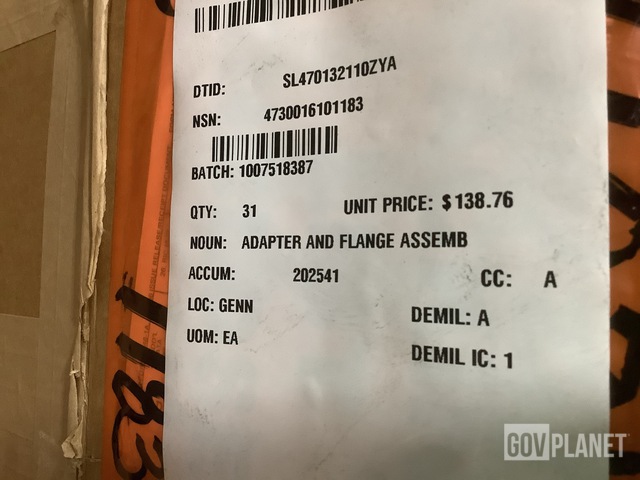 DTID: SL470132110ZYA
NSN: 4730016101183
BATCH: 1007518387
QTY: 31 UNIT PRICE: $138.76
NOUN: ADAPTER AND FLANGE ASSEMB
ACCUM: 202541 CC: A
LOC: GENN DEMIL: A
UOM: EA DEMIL IC: 1
1183
GOVPLANET